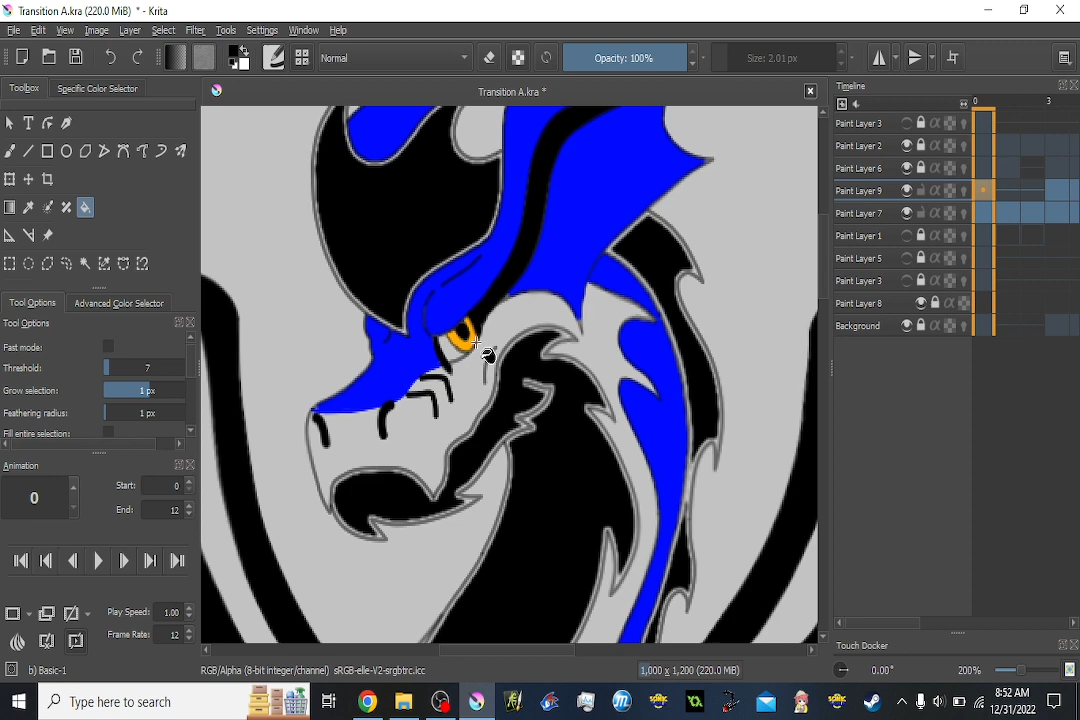 Transition A.kra (220.0 MiB) * - Krita
File Edit View Image Layer Select Filter Tools Settings Window Help
Normal
Opacity: 100%
Size: 2.01 px
Toolbox
Specific Color Selector
Transition A.kra *
Timeline
0 3
Paint Layer 3
Paint Layer 2
Paint Layer 6
Paint Layer 9
Paint Layer 7
Paint Layer 1
Paint Layer 5
Paint Layer 3
Paint Layer 8
Background
Tool Options
Advanced Color Selector
Tool Options
Fast mode:
Threshold: 7
Grow selection: 1 px
Feathering radius: 1 px
Fill entire selection:
Animation
0
Start: 0
End: 12
Play Speed: 1.00
Frame Rate: 12
Touch Docker
b) Basic-1
RGB/Alpha (8-bit integer/channel) sRGB-elle-V2-srgbtrc.icc
1,000 x 1,200 (220.0 MiB)
0.00°
200%
Type here to search
8:52 AM
12/31/2022